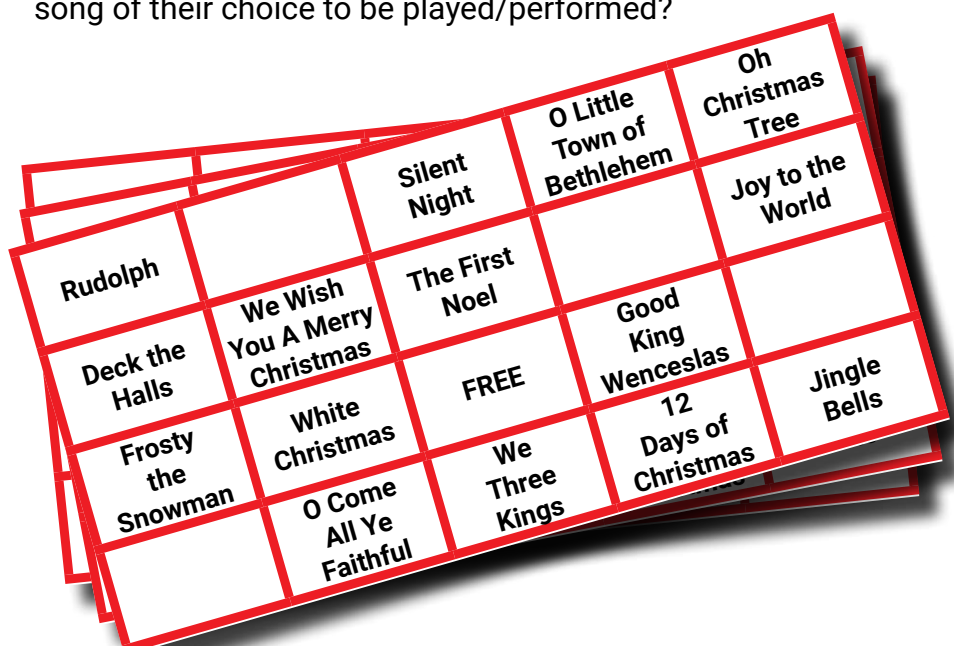 song of their choice to be played/performed?
Rudolph
Silent
Night
O Little
Town of
Bethlehem
Oh
Christmas
Tree
Deck the
Halls
We Wish
You A Merry
Christmas
The First
Noel
Joy to the
World
Frosty
the
Snowman
White
Christmas
FREE
Good
King
Wenceslas
O Come
All Ye
Faithful
We
Three
Kings
12
Days of
Christmas
Jingle
Bells